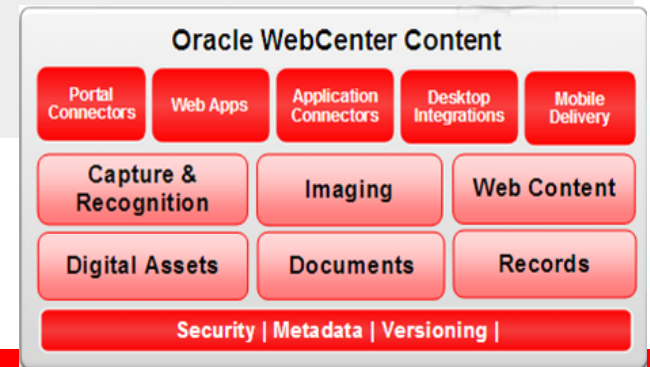 Oracle WebCenter Content
Portal
Connectors
Web Apps
Application
Connectors
Desktop
Integrations
Mobile
Delivery
Capture &
Recognition
Imaging
Web Content
Digital Assets
Documents
Records
Security | Metadata | Versioning |